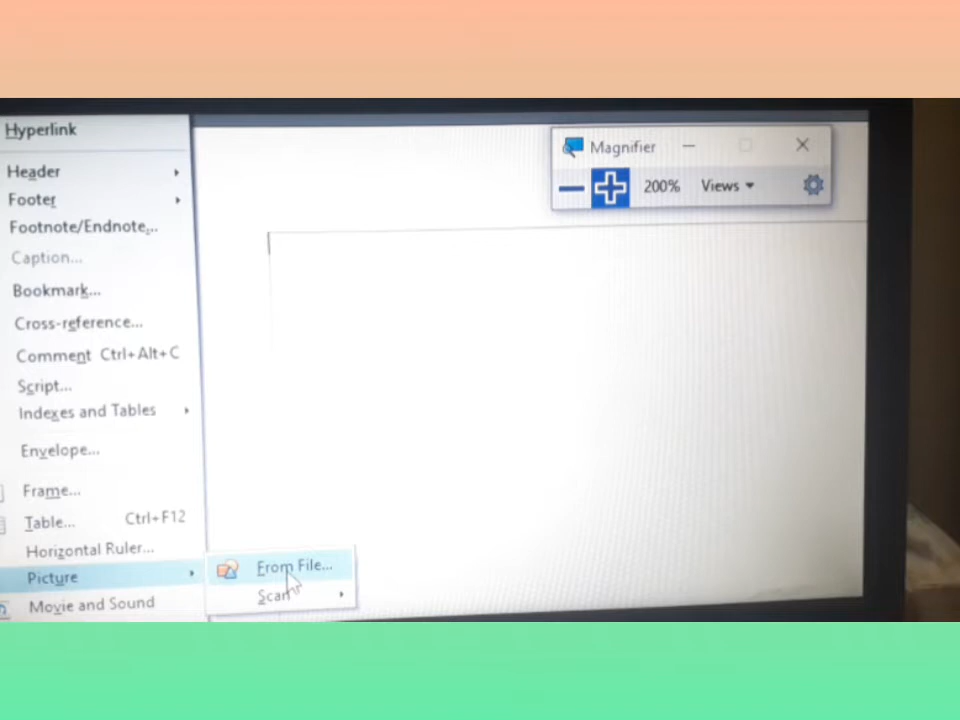 Hyperlink
Header
Footer
Footnote/Endnote...
Caption...
Bookmark...
Cross-reference...
Comment Ctrl+Alt+C
Script...
Indexes and Tables
Envelope...
Frame...
Table... Ctrl+F12
Horizontal Ruler...
Picture
Movie and Sound
From File...
Scan
Magnifier
200% Views